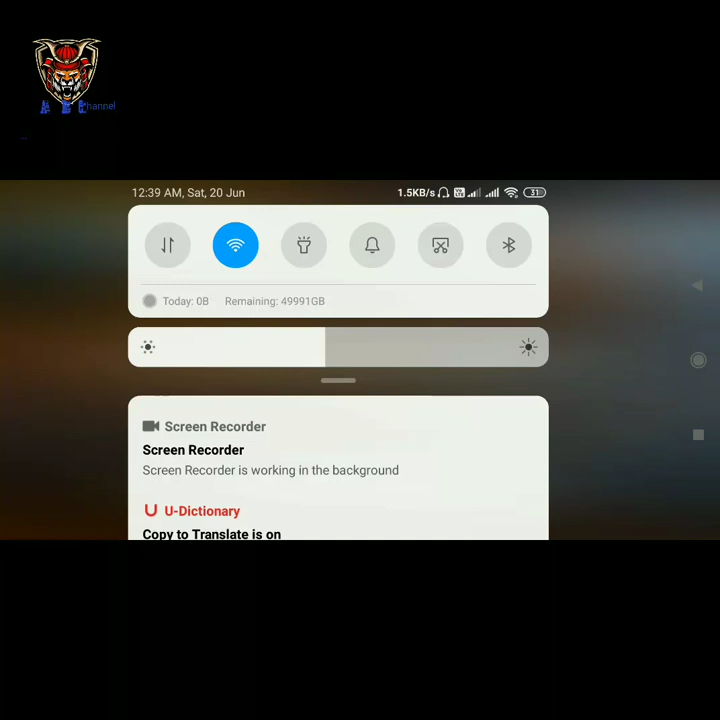 A B Channel
12:39 AM, Sat, 20 Jun 1.5KB/s 31
Today: 0B Remaining: 49991GB
Screen Recorder
Screen Recorder
Screen Recorder is working in the background
U-Dictionary
Copy to Translate is on